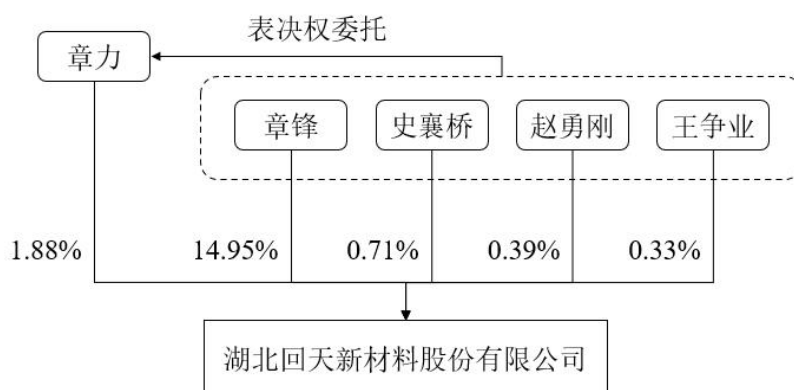 表决权委托
章力
章锋 史襄桥 赵勇刚 王争业
1.88% 14.95% 0.71% 0.39% 0.33%
湖北回天新材料股份有限公司